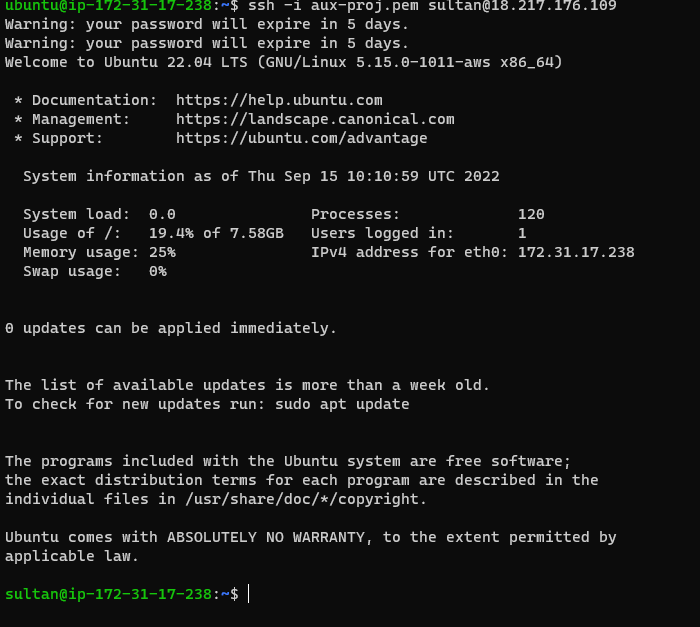 ubuntu@ip-172-31-17-238:~$ ssh -i aux-proj.pem sultan@18.217.176.109
Warning: your password will expire in 5 days.
Warning: your password will expire in 5 days.
Welcome to Ubuntu 22.04 LTS (GNU/Linux 5.15.0-1011-aws x86_64)

 * Documentation:  https://help.ubuntu.com
 * Management:     https://landscape.canonical.com
 * Support:        https://ubuntu.com/advantage

  System information as of Thu Sep 15 10:10:59 UTC 2022

  System load:  0.0               Processes:             120
  Usage of /:   19.4% of 7.58GB   Users logged in:       1
  Memory usage: 25%               IPv4 address for eth0: 172.31.17.238
  Swap usage:   0%

0 updates can be applied immediately.

The list of available updates is more than a week old.
To check for new updates run: sudo apt update

The programs included with the Ubuntu system are free software;
the exact distribution terms for each program are described in the
individual files in /usr/share/doc/*/copyright.

Ubuntu comes with ABSOLUTELY NO WARRANTY, to the extent permitted by
applicable law.

sultan@ip-172-31-17-238:~$